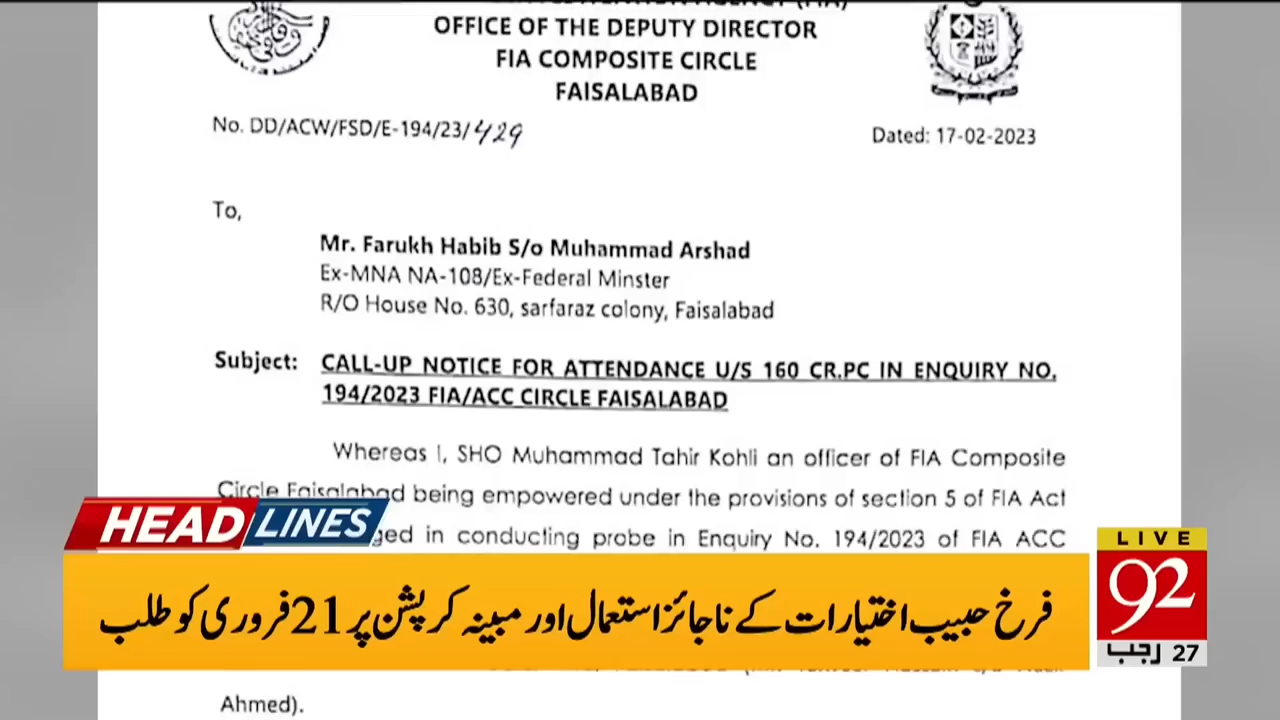 OFFICE OF THE DEPUTY DIRECTOR
FIA COMPOSITE CIRCLE
FAISALABAD
No. DD/ACW/FSD/E-194/23/429
Dated: 17-02-2023
To,
Mr. Farukh Habib S/o Muhammad Arshad
Ex-MNA NA-108/Ex-Federal Minster
R/O House No. 630, sarfaraz colony, Faisalabad
Subject: CALL-UP NOTICE FOR ATTENDANCE U/S 160 CR.PC IN ENQUIRY NO.
194/2023 FIA/ACC CIRCLE FAISALABAD
Whereas I, SHO Muhammad Tahir Kohli an officer of FIA Composite
Circle Faisalabad being empowered under the provisions of section 5 of FIA Act
in conducting probe in Enquiry No. 194/2023 of FIA ACC
HEADLINES
فرخ حبیب اختیارات کے ناجائز استعمال اور مبینہ کرپشن پر 21 فروری کو طلب
LIVE
92
27 رجب
Ahmed).